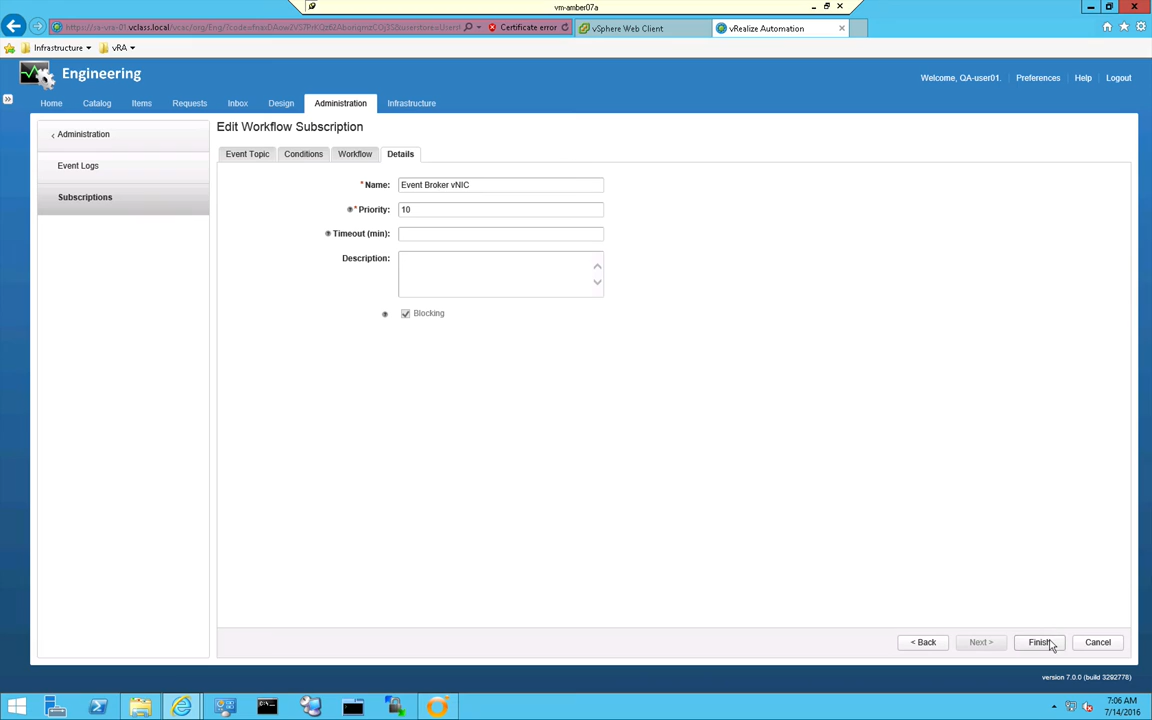 vm-amber07a
Certificate error
vSphere Web Client
vRealize Automation
Infrastructure
vRA
Engineering
Welcome, QA-user01.
Preferences
Help
Logout
Home
Catalog
Items
Requests
Inbox
Design
Administration
Infrastructure
Administration
Event Logs
Subscriptions
Edit Workflow Subscription
Event Topic
Conditions
Workflow
Details
* Name:
Event Broker vNIC
* Priority:
10
Timeout (min):
Description:
Blocking
< Back
Next >
Finish
Cancel
version 7.0.0 (build 3292778)
7:06 AM
7/14/2016